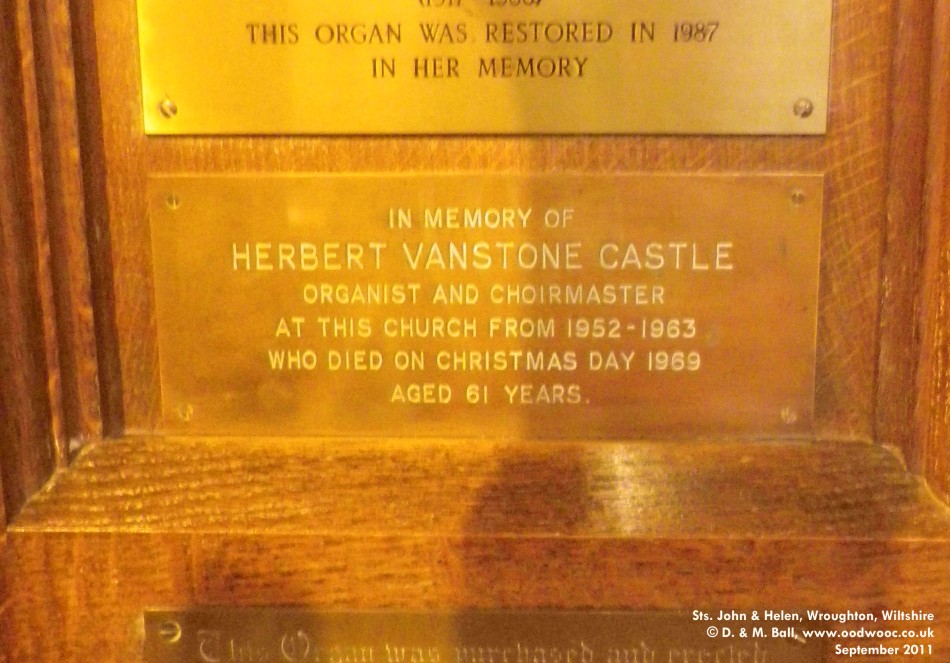 THIS ORGAN WAS RESTORED IN 1987
IN HER MEMORY
IN MEMORY OF
HERBERT VANSTONE CASTLE
ORGANIST AND CHOIRMASTER
AT THIS CHURCH FROM 1952-1963
WHO DIED ON CHRISTMAS DAY 1969
AGED 61 YEARS.
This Organ was purchased and erected
Sts. John & Helen, Wroughton, Wiltshire
© D. & M. Ball, www.oodwooc.co.uk
September 2011